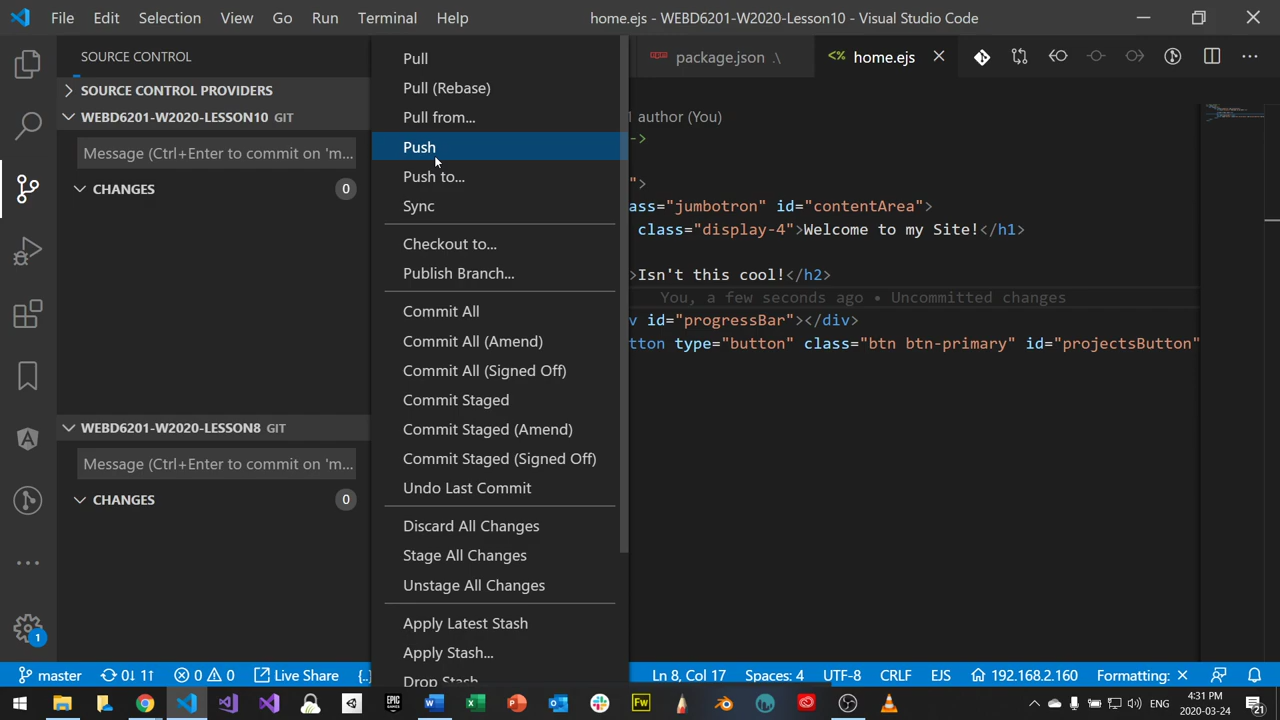 File Edit Selection View Go Run Terminal Help
home.ejs - WEBD6201-W2020-Lesson10 - Visual Studio Code
SOURCE CONTROL
package.json .\
<% home.ejs
SOURCE CONTROL PROVIDERS
WEBD6201-W2020-LESSON10 GIT
Message (Ctrl+Enter to commit on 'm...
CHANGES 0
WEBD6201-W2020-LESSON8 GIT
Message (Ctrl+Enter to commit on 'm...
CHANGES 0
1
Pull
Pull (Rebase)
Pull from...
Push
Push to...
Sync
Checkout to...
Publish Branch...
Commit All
Commit All (Amend)
Commit All (Signed Off)
Commit Staged
Commit Staged (Amend)
Commit Staged (Signed Off)
Undo Last Commit
Discard All Changes
Stage All Changes
Unstage All Changes
Apply Latest Stash
Apply Stash...
Drop Stash...
author (You)
->
">
ass="jumbotron" id="contentArea">
class="display-4">Welcome to my Site!</h1>
>Isn't this cool!</h2>
You, a few seconds ago • Uncommitted changes
v id="progressBar"></div>
tton type="button" class="btn btn-primary" id="projectsButton"
master 0↓ 1↑ 0 0 Live Share {..}
Ln 8, Col 17 Spaces: 4 UTF-8 CRLF EJS 192.168.2.160 Formatting: ×
EPIC GAMES Fw ENG
4:31 PM
2020-03-24
21